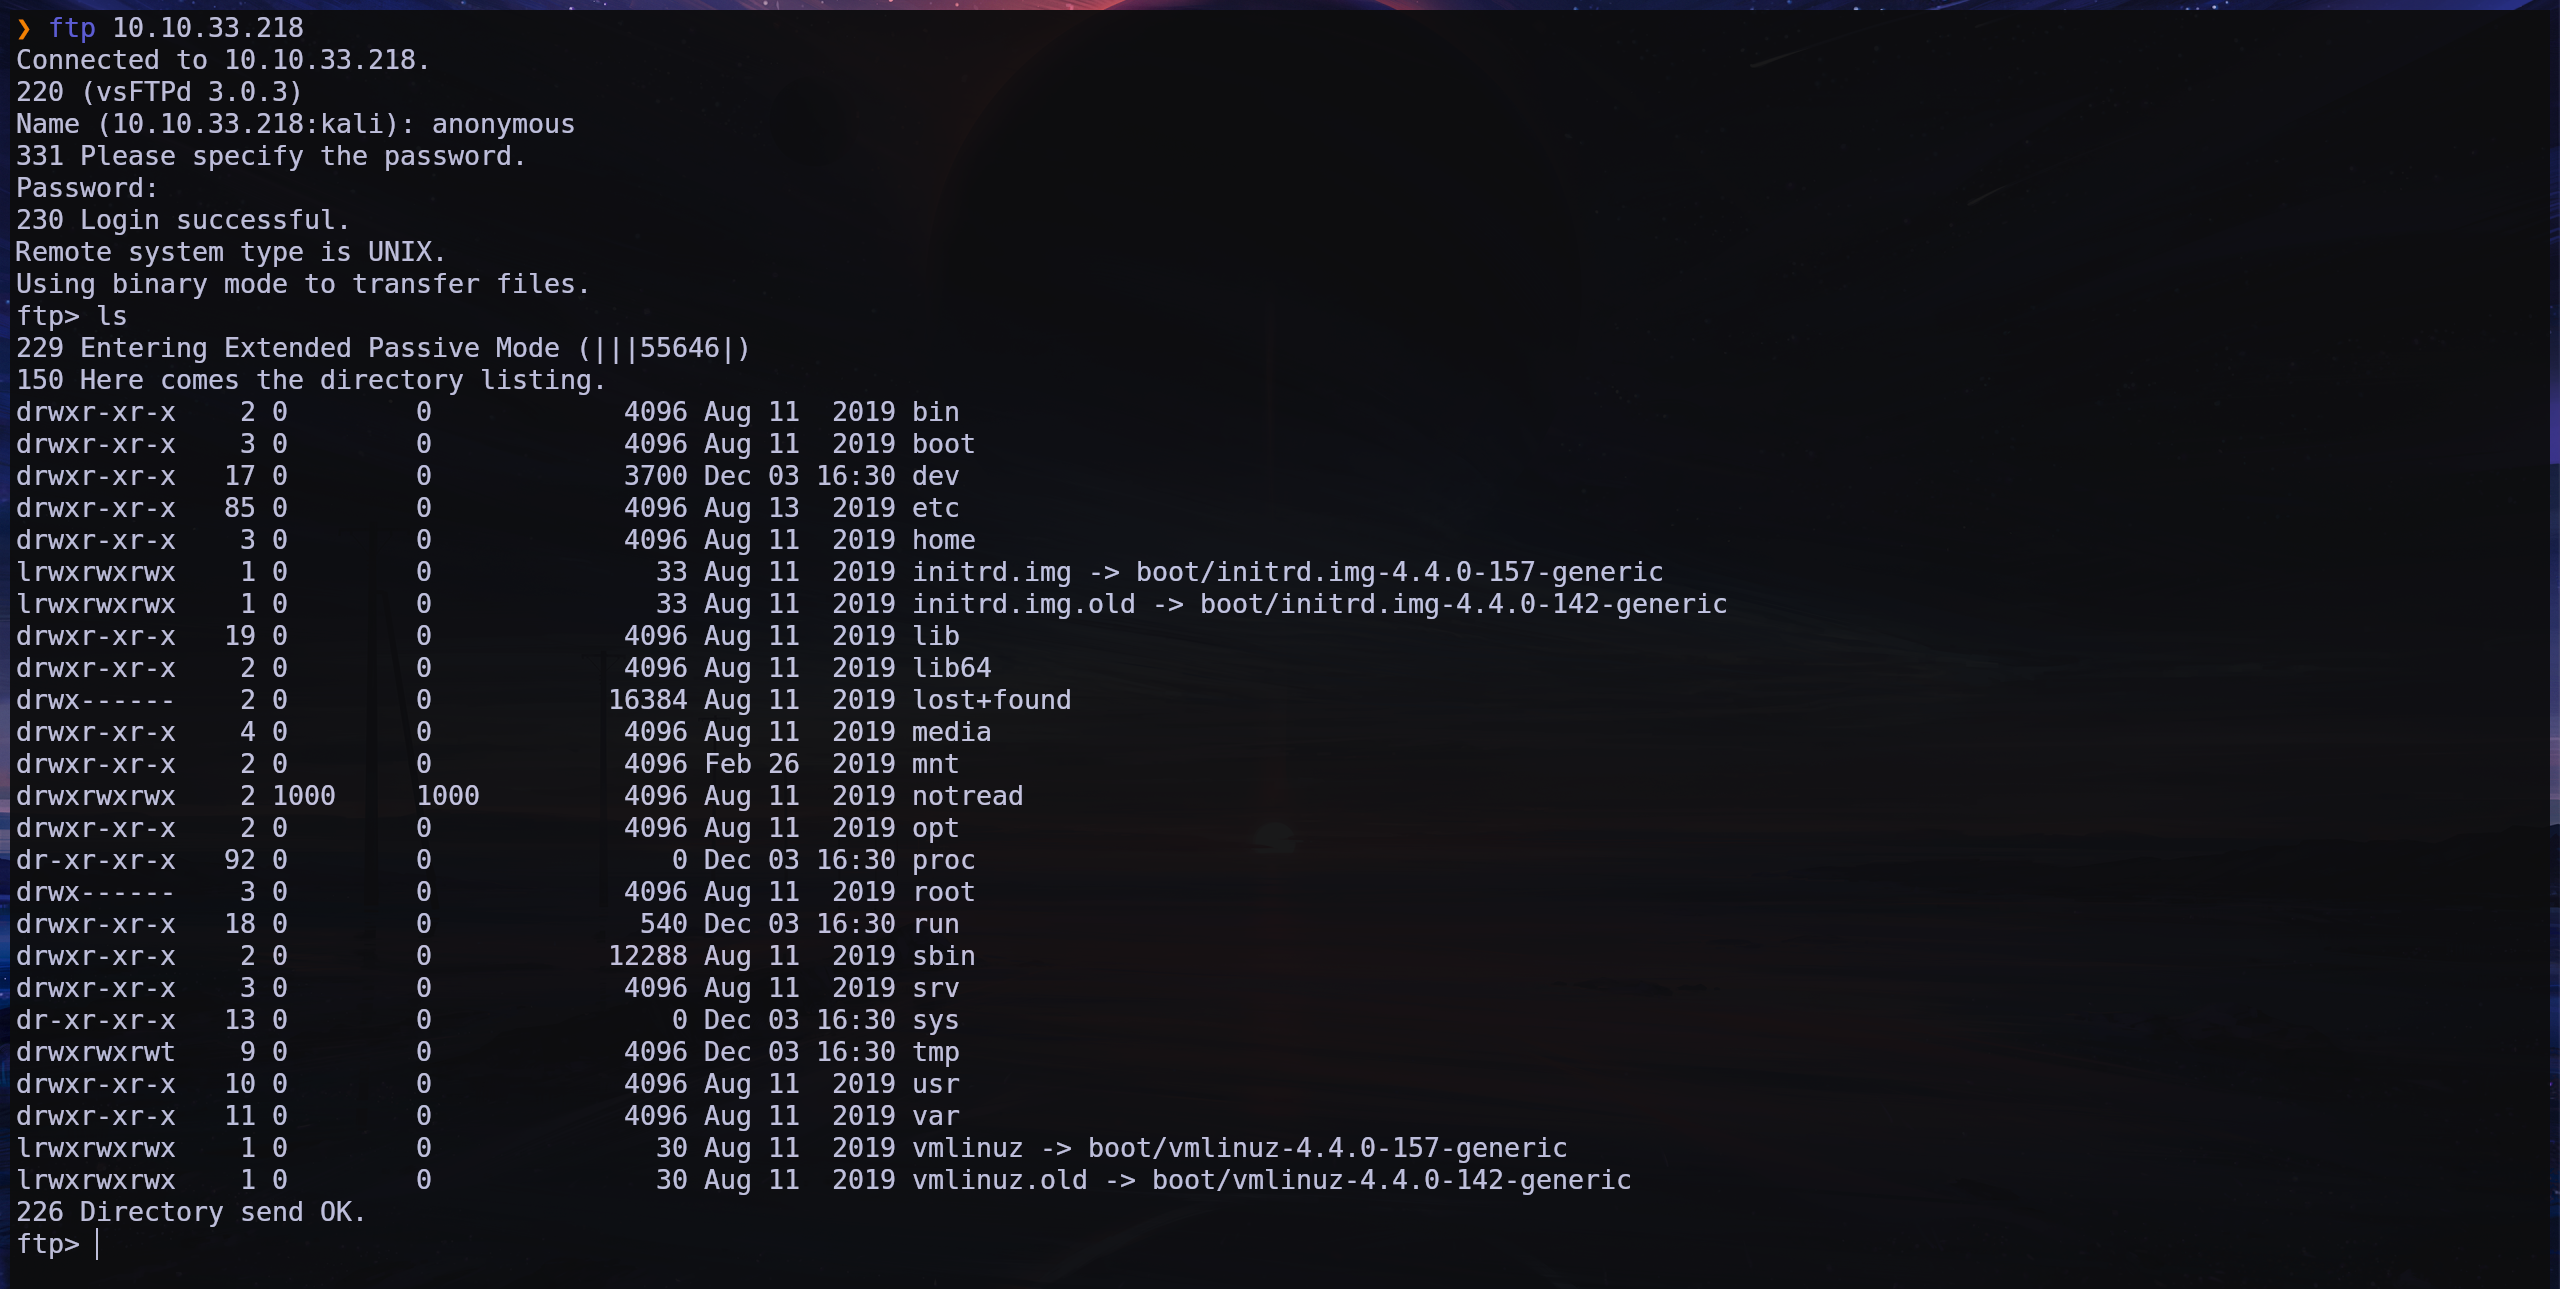 ❯ ftp 10.10.33.218
Connected to 10.10.33.218.
220 (vsFTPd 3.0.3)
Name (10.10.33.218:kali): anonymous
331 Please specify the password.
Password:
230 Login successful.
Remote system type is UNIX.
Using binary mode to transfer files.
ftp> ls
229 Entering Extended Passive Mode (|||55646|)
150 Here comes the directory listing.
drwxr-xr-x    2 0        0            4096 Aug 11  2019 bin
drwxr-xr-x    3 0        0            4096 Aug 11  2019 boot
drwxr-xr-x   17 0        0            3700 Dec 03 16:30 dev
drwxr-xr-x   85 0        0            4096 Aug 13  2019 etc
drwxr-xr-x    3 0        0            4096 Aug 11  2019 home
lrwxrwxrwx    1 0        0              33 Aug 11  2019 initrd.img -> boot/initrd.img-4.4.0-157-generic
lrwxrwxrwx    1 0        0              33 Aug 11  2019 initrd.img.old -> boot/initrd.img-4.4.0-142-generic
drwxr-xr-x   19 0        0            4096 Aug 11  2019 lib
drwxr-xr-x    2 0        0            4096 Aug 11  2019 lib64
drwx------    2 0        0           16384 Aug 11  2019 lost+found
drwxr-xr-x    4 0        0            4096 Aug 11  2019 media
drwxr-xr-x    2 0        0            4096 Feb 26  2019 mnt
drwxrwxrwx    2 1000     1000         4096 Aug 11  2019 notread
drwxr-xr-x    2 0        0            4096 Aug 11  2019 opt
dr-xr-xr-x   92 0        0               0 Dec 03 16:30 proc
drwx------    3 0        0            4096 Aug 11  2019 root
drwxr-xr-x   18 0        0             540 Dec 03 16:30 run
drwxr-xr-x    2 0        0           12288 Aug 11  2019 sbin
drwxr-xr-x    3 0        0            4096 Aug 11  2019 srv
dr-xr-xr-x   13 0        0               0 Dec 03 16:30 sys
drwxrwxrwt    9 0        0            4096 Dec 03 16:30 tmp
drwxr-xr-x   10 0        0            4096 Aug 11  2019 usr
drwxr-xr-x   11 0        0            4096 Aug 11  2019 var
lrwxrwxrwx    1 0        0              30 Aug 11  2019 vmlinuz -> boot/vmlinuz-4.4.0-157-generic
lrwxrwxrwx    1 0        0              30 Aug 11  2019 vmlinuz.old -> boot/vmlinuz-4.4.0-142-generic
226 Directory send OK.
ftp>